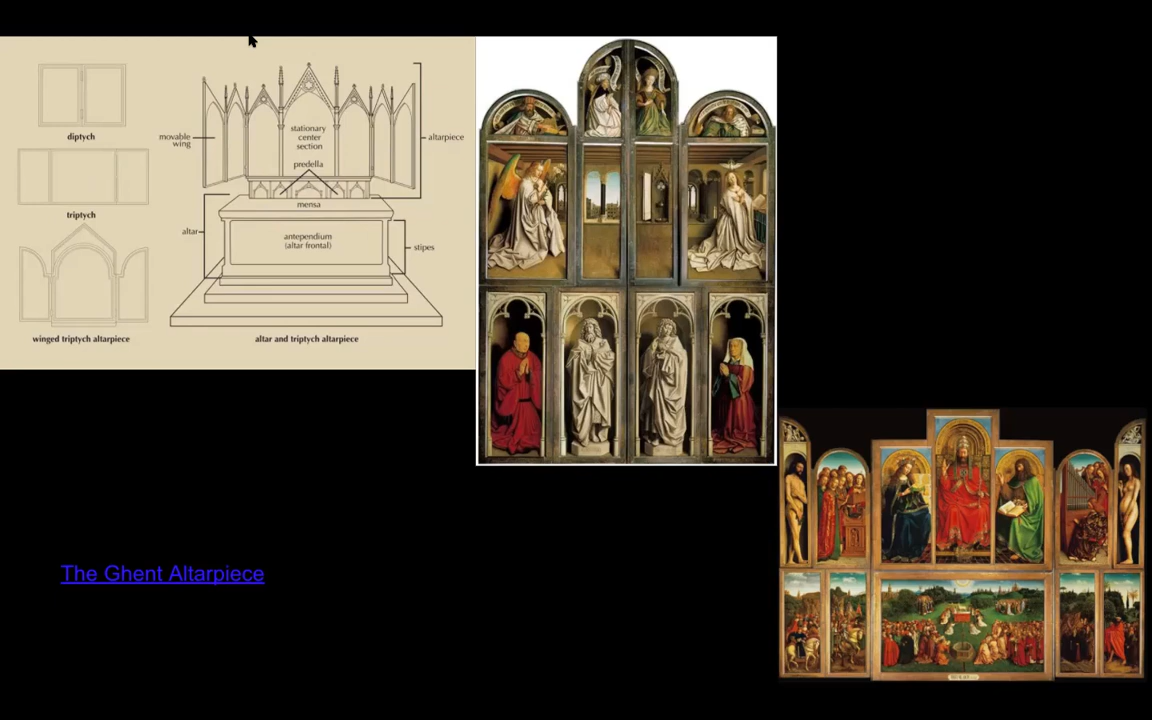 diptych
triptych
winged triptych altarpiece
movable
wing
stationary
center
section
predella
altarpiece
mensa
altar
antependium
(altar frontal)
stipes
altar and triptych altarpiece
The Ghent Altarpiece